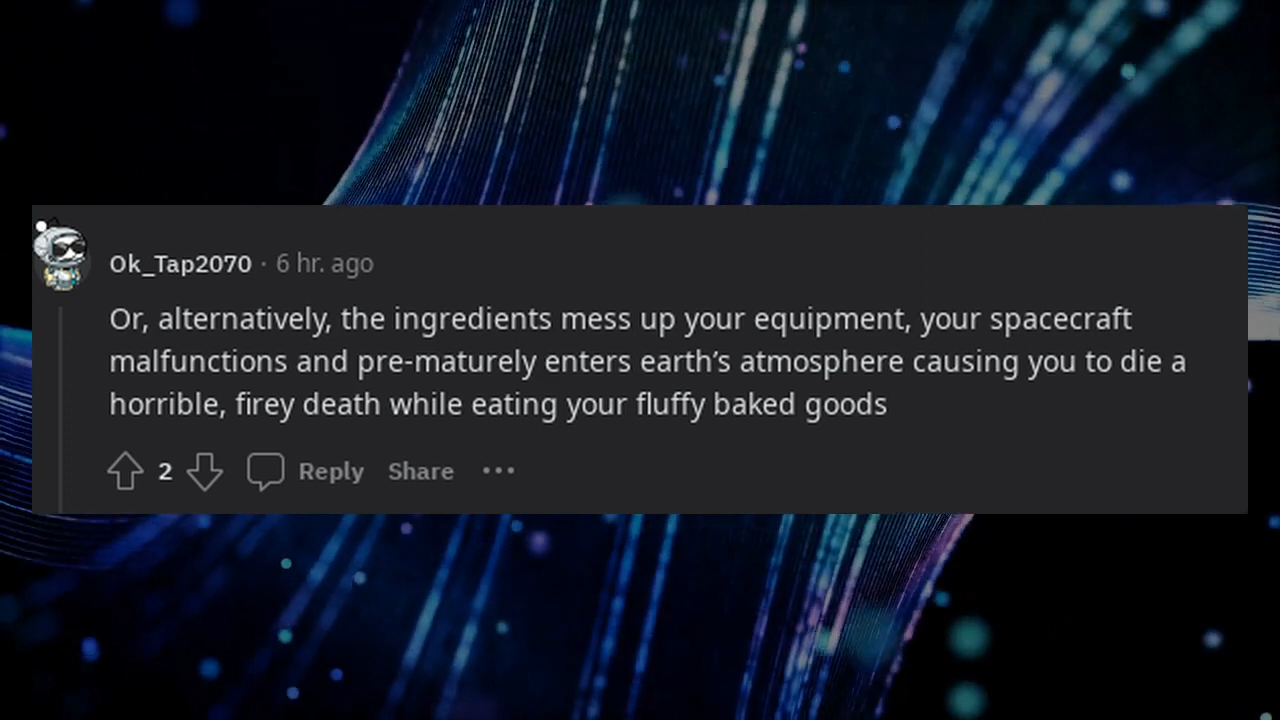 Ok_Tap2070 · 6 hr. ago
Or, alternatively, the ingredients mess up your equipment, your spacecraft
malfunctions and pre-maturely enters earth’s atmosphere causing you to die a
horrible, firey death while eating your fluffy baked goods
2 Reply Share ···